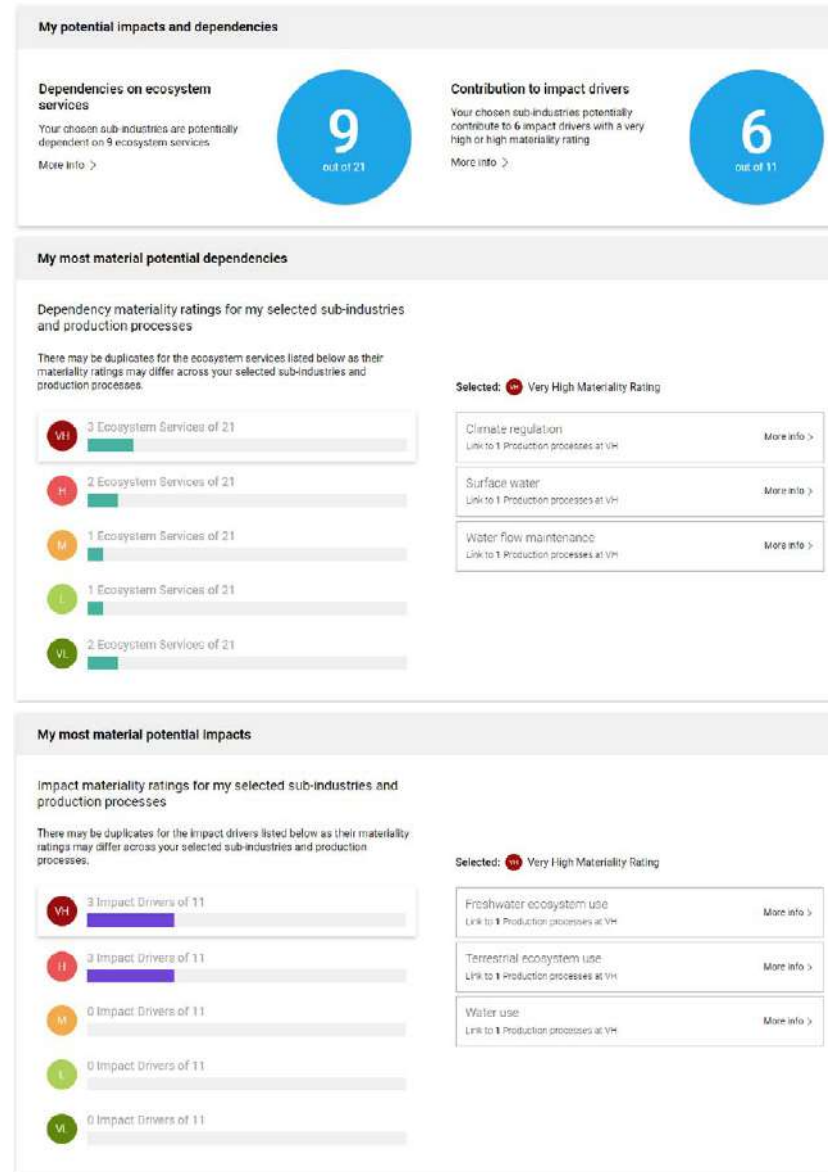 My potential impacts and dependencies
Dependencies on ecosystem
services
Your chosen sub-industries are potentially
dependent on 9 ecosystem services
More info >
9
out of 21
Contribution to impact drivers
Your chosen sub-industries potentially
contribute to 6 impact drivers with a very
high or high materiality rating
More info >
6
out of 11
My most material potential dependencies
Dependency materiality ratings for my selected sub-industries
and production processes
There may be duplicates for the ecosystem services listed below as their
materiality ratings may differ across your selected sub-industries and
production processes.
VH
3 Ecosystem Services of 21
H
2 Ecosystem Services of 21
M
1 Ecosystem Services of 21
L
1 Ecosystem Services of 21
VL
2 Ecosystem Services of 21
Selected: VH Very High Materiality Rating
Climate regulation
Link to 1 Production processes at VH
More info >
Surface water
Link to 1 Production processes at VH
More info >
Water flow maintenance
Link to 1 Production processes at VH
More info >
My most material potential impacts
Impact materiality ratings for my selected sub-industries and
production processes
There may be duplicates for the impact drivers listed below as their materiality
ratings may differ across your selected sub-industries and production
processes.
VH
3 Impact Drivers of 11
H
3 Impact Drivers of 11
M
0 Impact Drivers of 11
L
0 Impact Drivers of 11
VL
0 Impact Drivers of 11
Selected: VH Very High Materiality Rating
Freshwater ecosystem use
Link to 1 Production processes at VH
More info >
Terrestrial ecosystem use
Link to 1 Production processes at VH
More info >
Water use
Link to 1 Production processes at VH
More info >